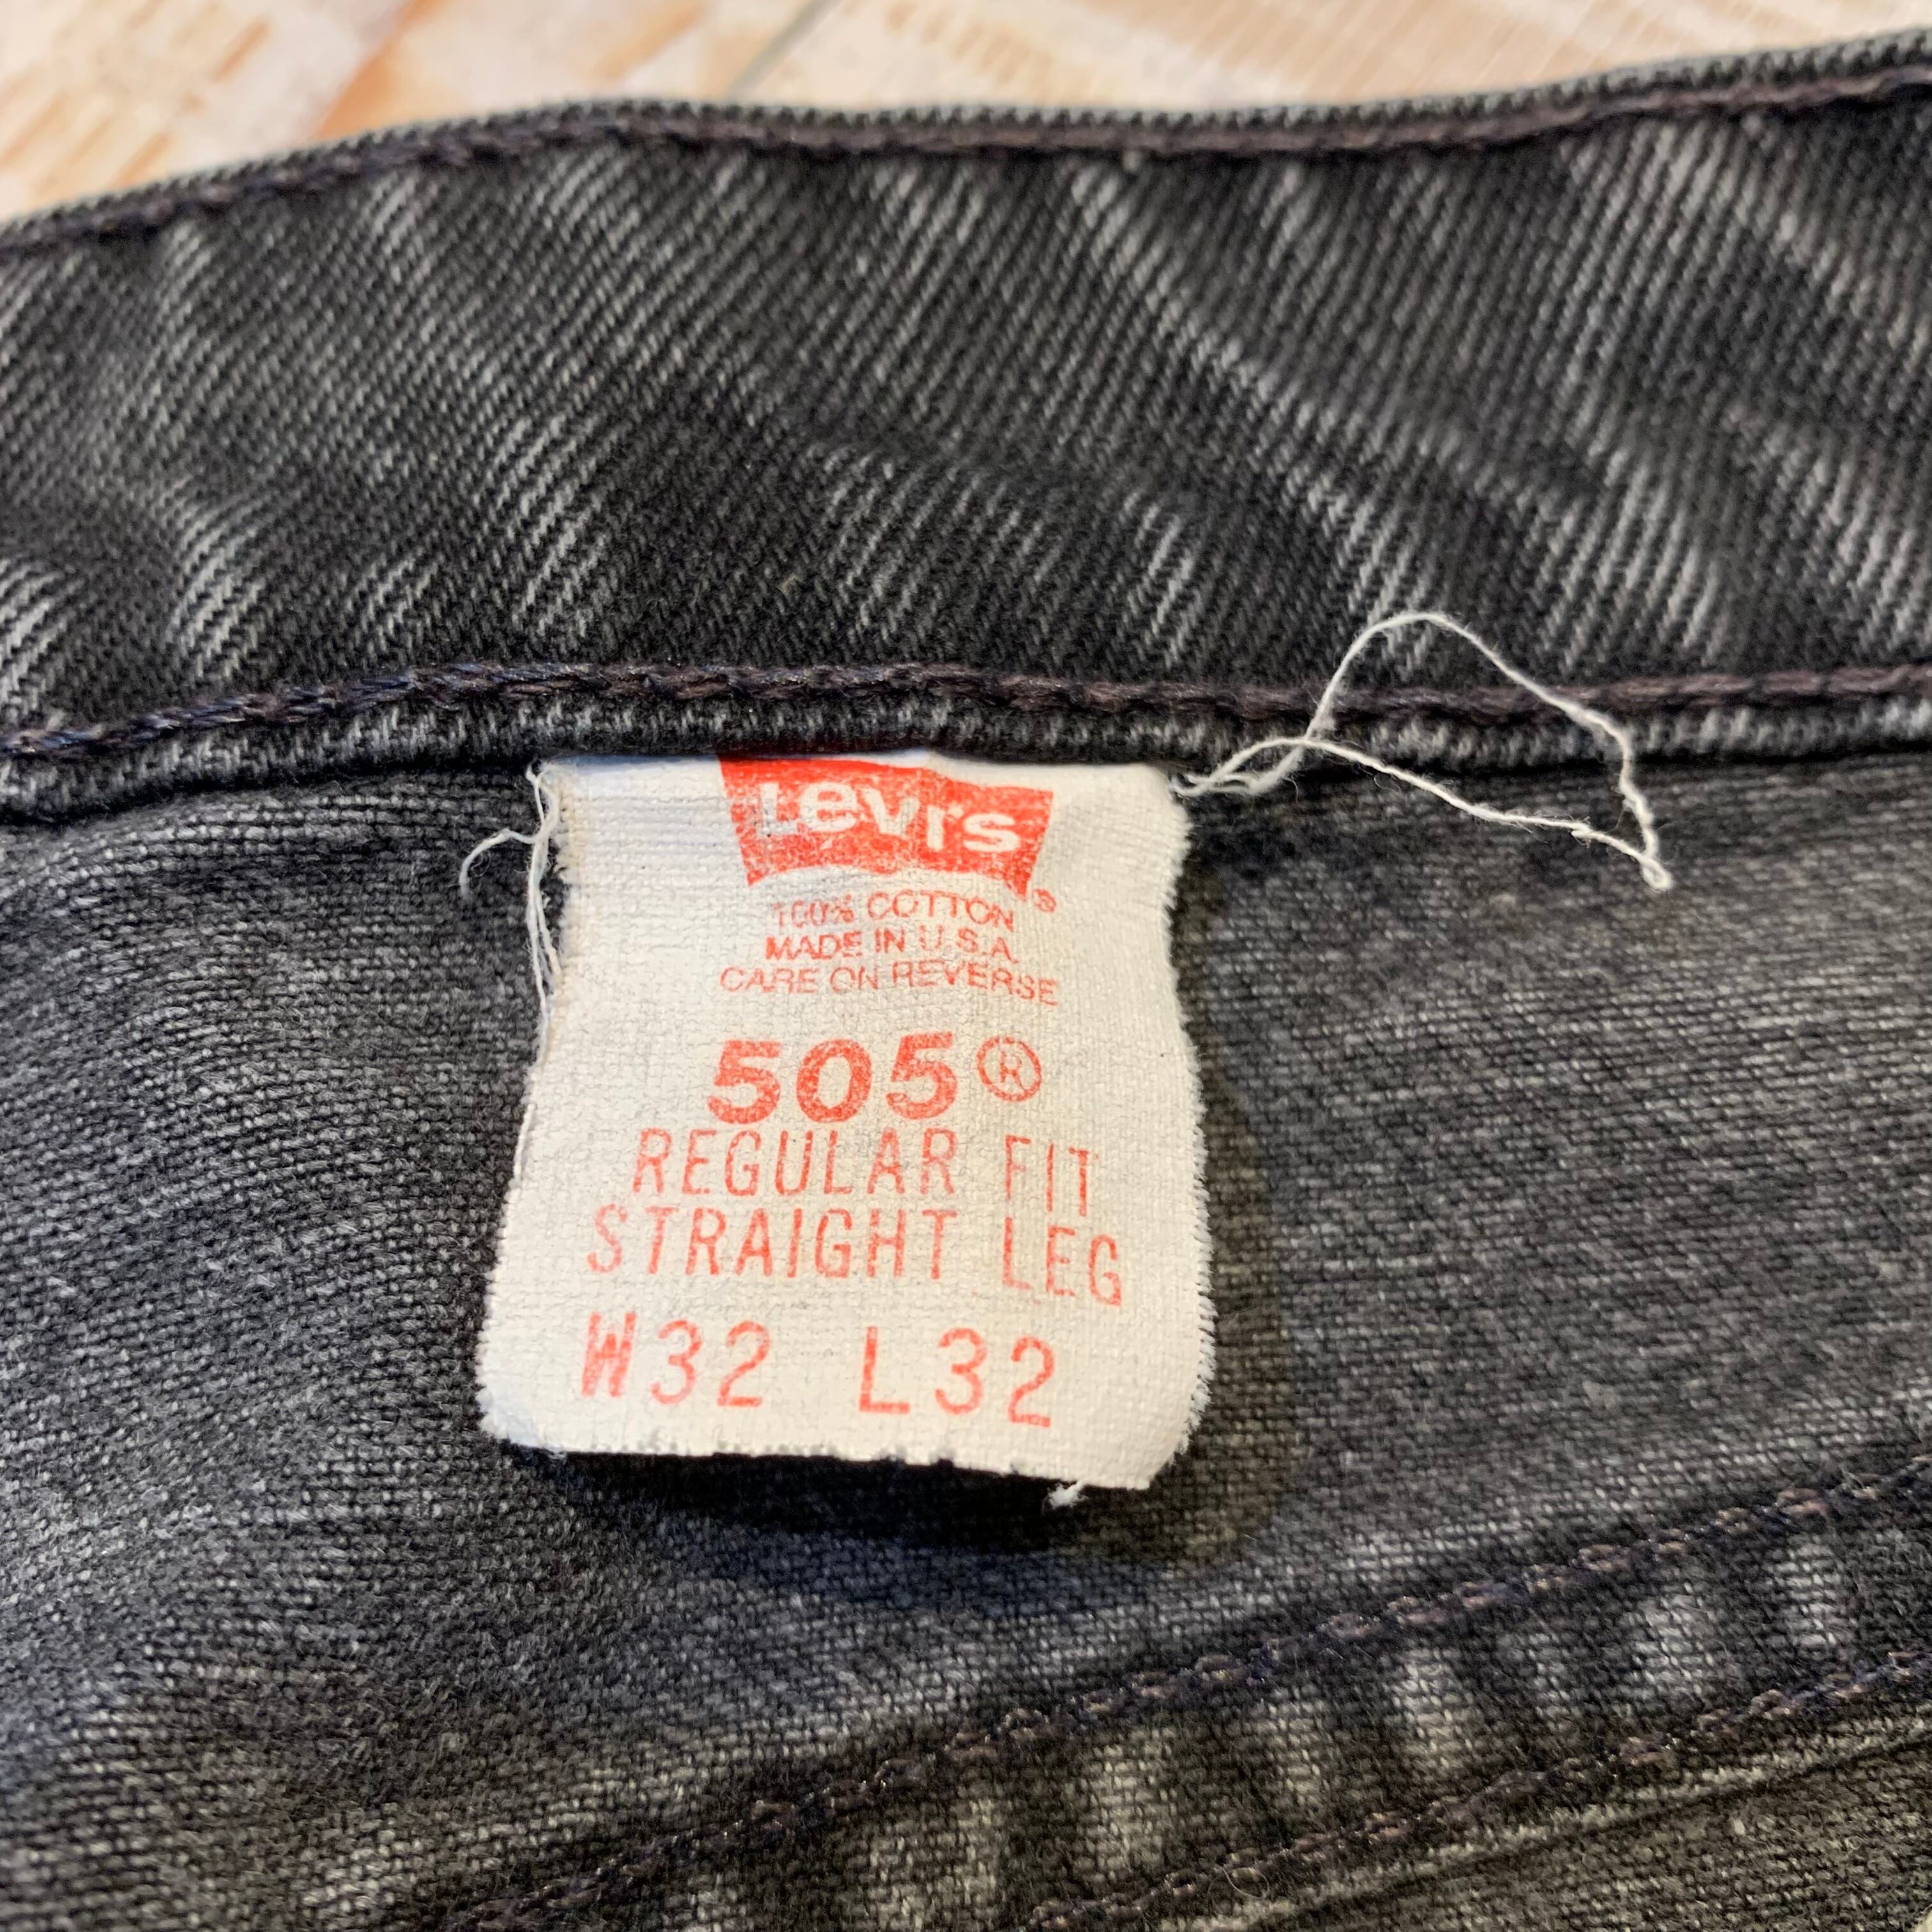 Levi's ®
100% COTTON
MADE IN U.S.A.
CARE ON REVERSE
505®
REGULAR FIT
STRAIGHT LEG
W32 L32